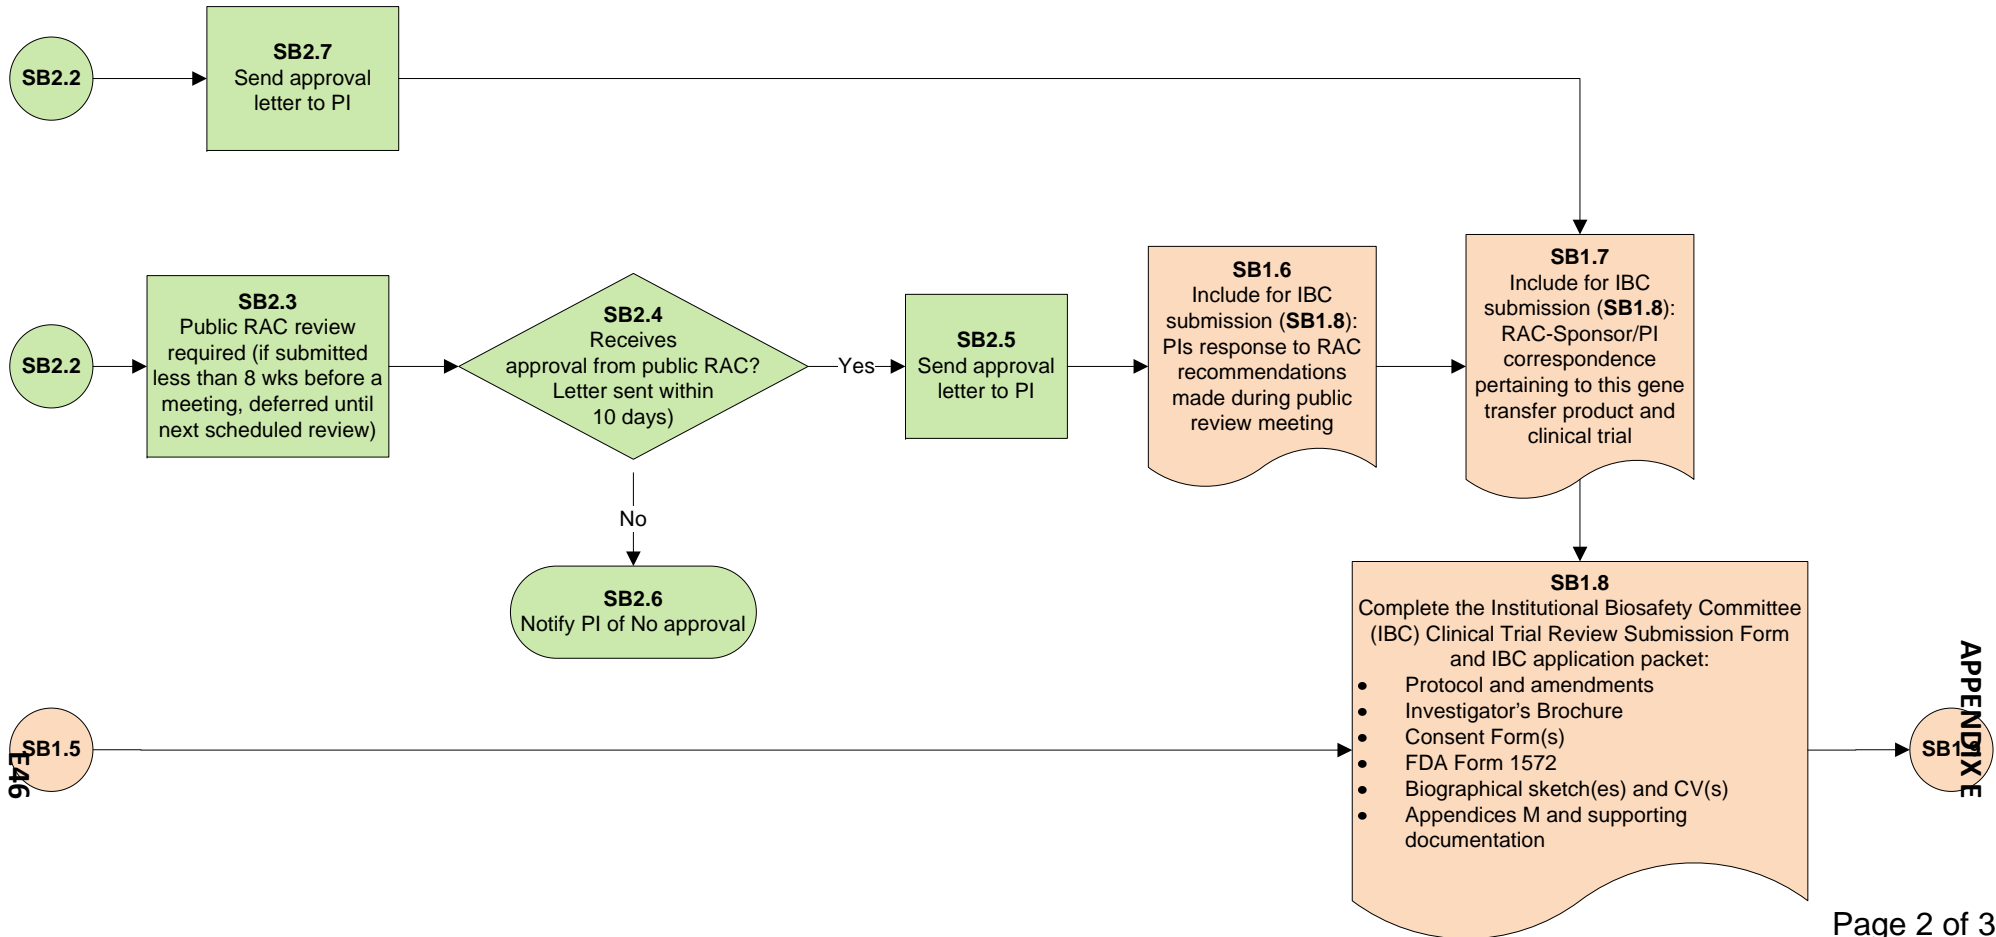 SB2.2
SB2.7
Send approval
letter to PI
SB2.2
SB2.3
Public RAC review
required (if submitted
less than 8 wks before a
meeting, deferred until
next scheduled review)
SB2.4
Receives
approval from public RAC?
Letter sent within
10 days)
Yes
SB2.5
Send approval
letter to PI
SB1.6
Include for IBC
submission (SB1.8):
PIs response to RAC
recommendations
made during public
review meeting
SB1.7
Include for IBC
submission (SB1.8):
RAC-Sponsor/PI
correspondence
pertaining to this gene
transfer product and
clinical trial
No
SB2.6
Notify PI of No approval
SB1.5
E46
SB1.8
Complete the Institutional Biosafety Committee
(IBC) Clinical Trial Review Submission Form
and IBC application packet:
• Protocol and amendments
• Investigator’s Brochure
• Consent Form(s)
• FDA Form 1572
• Biographical sketch(es) and CV(s)
• Appendices M and supporting
documentation
SB1.9
APPENDIX E
Page 2 of 3